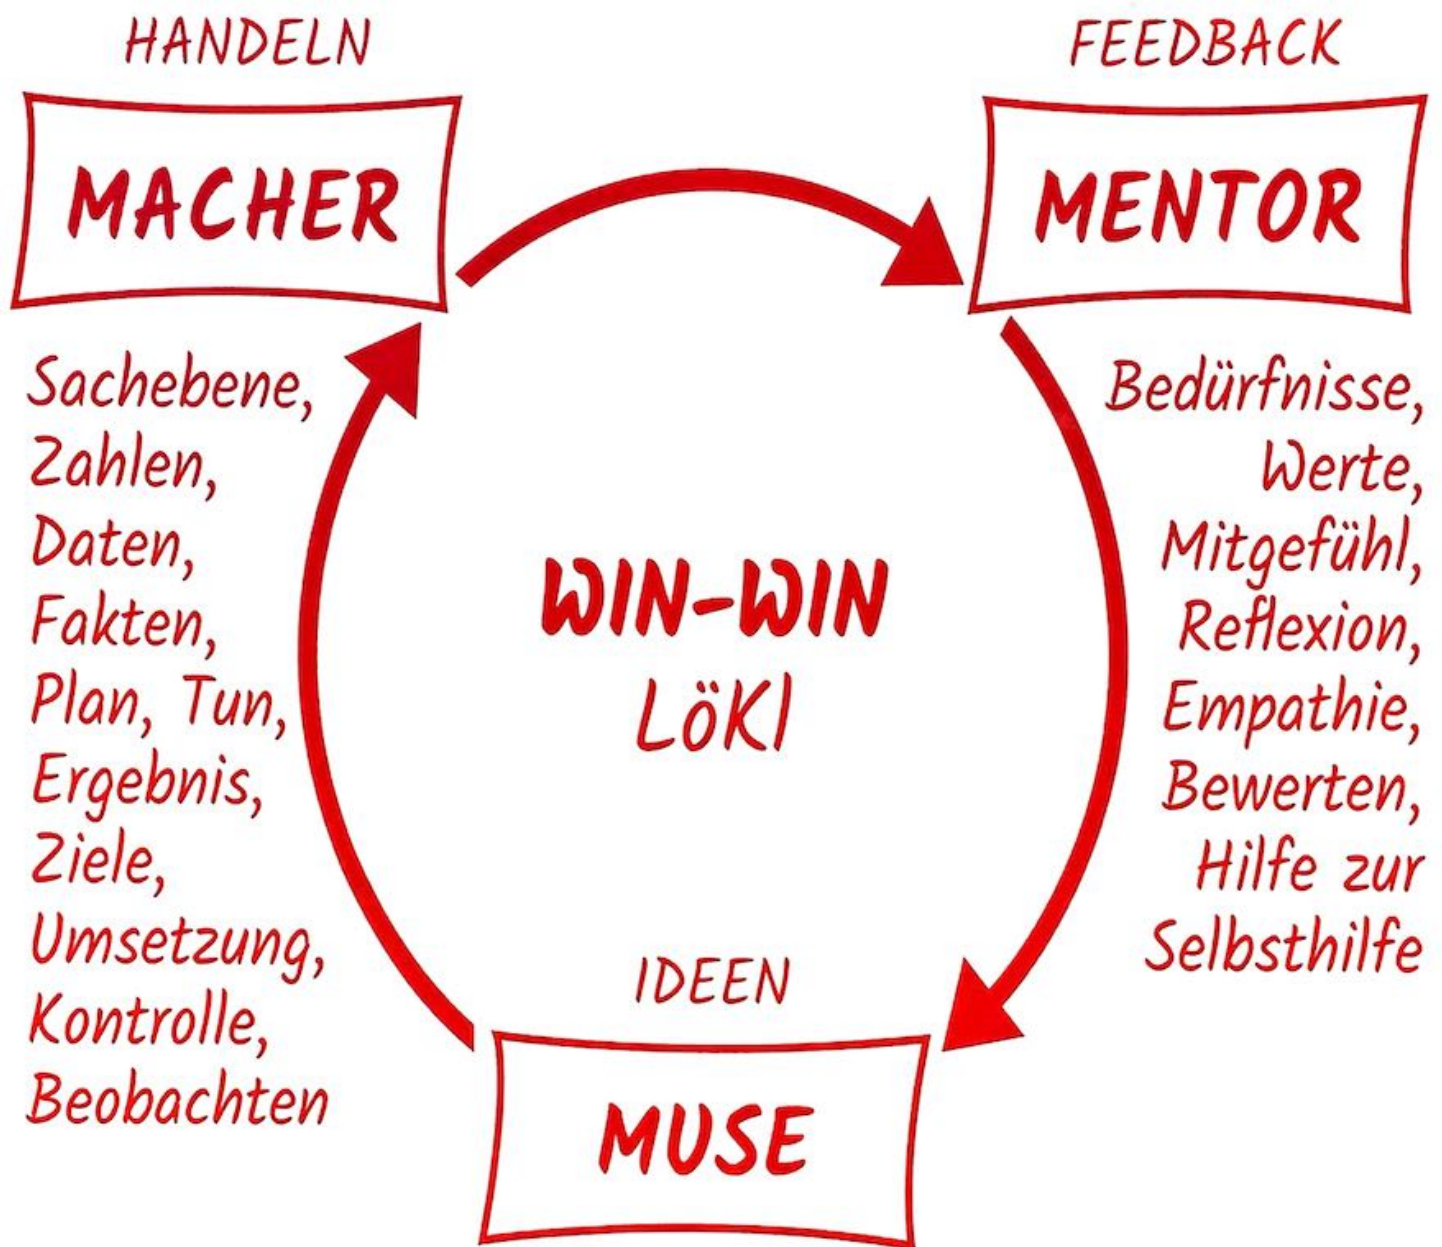 HANDELN
MACHER
Sachebene,
Zahlen,
Daten,
Fakten,
Plan, Tun,
Ergebnis,
Ziele,
Umsetzung,
Kontrolle,
Beobachten
FEEDBACK
MENTOR
Bedürfnisse,
Werte,
Mitgefühl,
Reflexion,
Empathie,
Bewerten,
Hilfe zur
Selbsthilfe
WIN-WIN
LöKl
IDEEN
MUSE